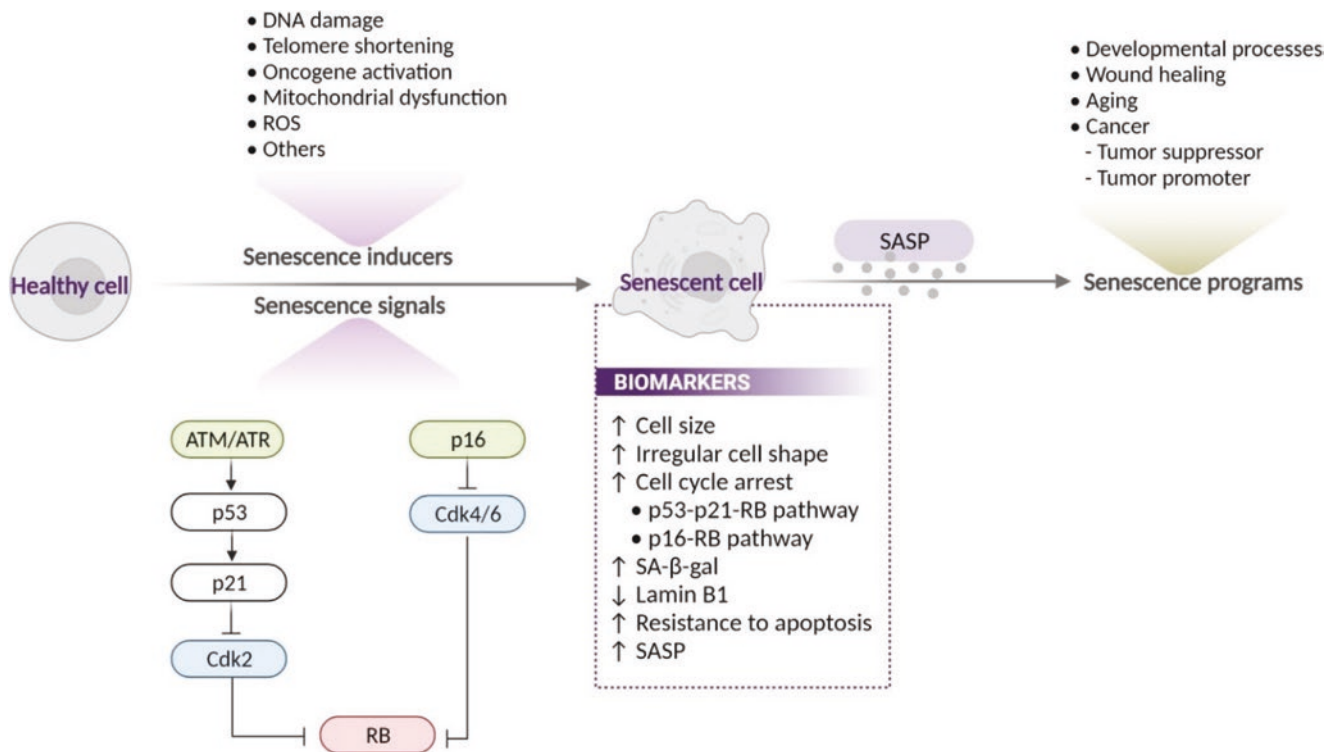 • DNA damage
• Telomere shortening
• Oncogene activation
• Mitochondrial dysfunction
• ROS
• Others
• Developmental processes
• Wound healing
• Aging
• Cancer
- Tumor suppressor
- Tumor promoter
Healthy cell
Senescence inducers
Senescence signals
Senescent cell
SASP
Senescence programs
ATM/ATR
p53
p21
Cdk2
p16
Cdk4/6
RB
BIOMARKERS
↑ Cell size
↑ Irregular cell shape
↑ Cell cycle arrest
• p53-p21-RB pathway
• p16-RB pathway
↑ SA-β-gal
↓ Lamin B1
↑ Resistance to apoptosis
↑ SASP